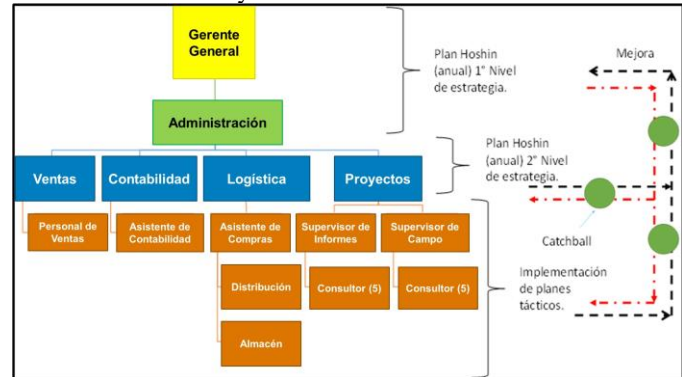 Gerente
General
Plan Hoshin
(anual) 1° Nivel
de estrategia.
Mejora
Administración
Plan Hoshin
(anual) 2° Nivel
de estrategia.
Ventas
Contabilidad
Logística
Proyectos
Personal de
Ventas
Asistente de
Contabilidad
Asistente de
Compras
Supervisor de
Informes
Supervisor de
Campo
Catchball
Distribución
Consultor (5)
Consultor (5)
Implementación
de planes
tácticos.
Almacén